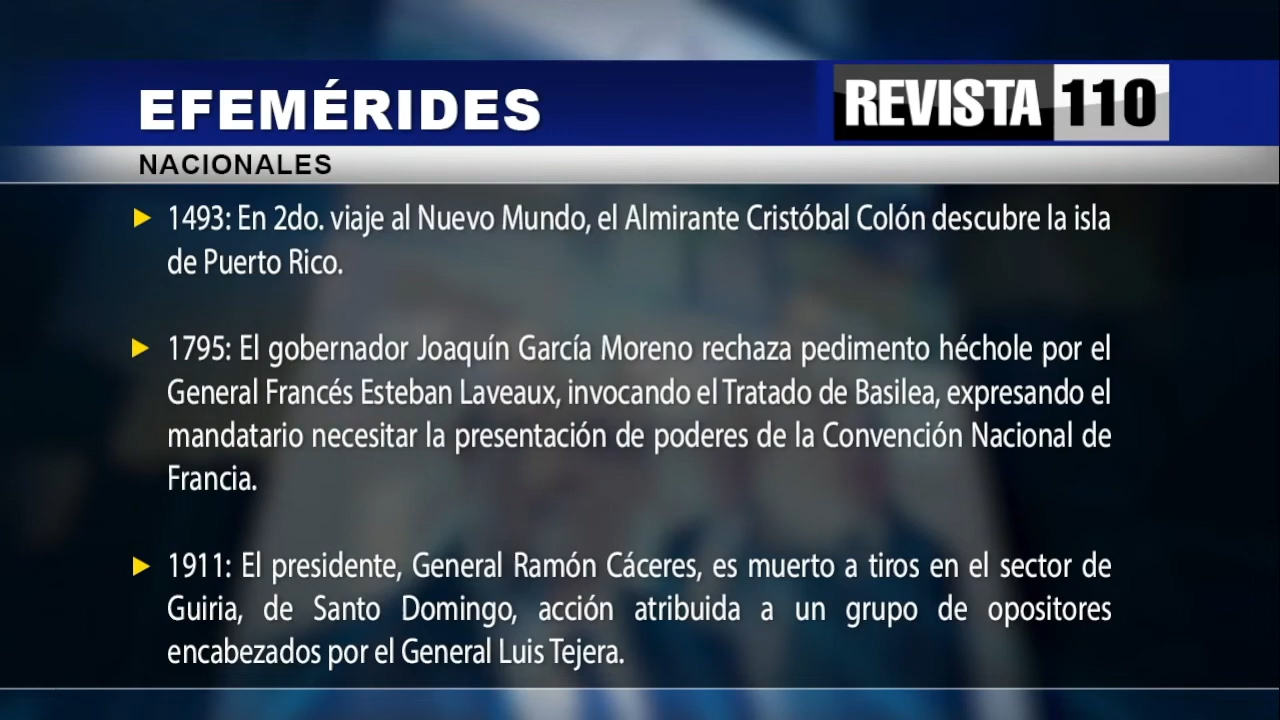 EFEMÉRIDES
REVISTA 110
NACIONALES
1493: En 2do. viaje al Nuevo Mundo, el Almirante Cristóbal Colón descubre la isla
de Puerto Rico.
1795: El gobernador Joaquín García Moreno rechaza pedimento héchole por el
General Francés Esteban Laveaux, invocando el Tratado de Basilea, expresando el
mandatario necesitar la presentación de poderes de la Convención Nacional de
Francia.
1911: El presidente, General Ramón Cáceres, es muerto a tiros en el sector de
Guiria, de Santo Domingo, acción atribuida a un grupo de opositores
encabezados por el General Luis Tejera.